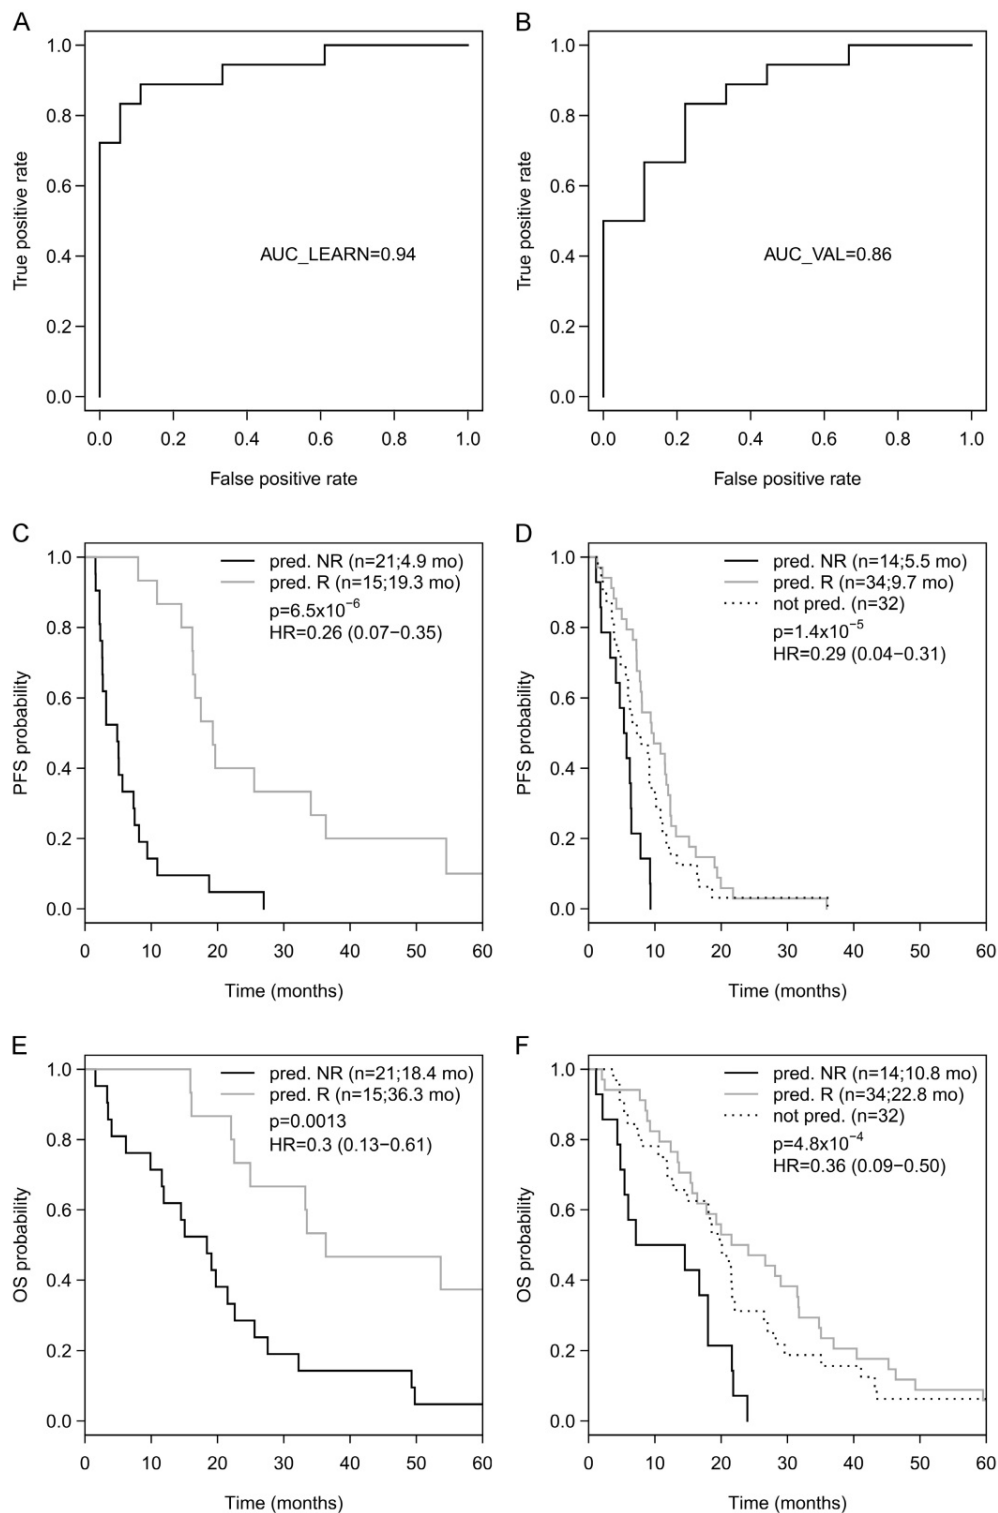 A
1.0
0.8
0.6
0.4
0.2
0.0
True positive rate
AUC_LEARN=0.94
0.0 0.2 0.4 0.6 0.8 1.0
False positive rate
B
1.0
0.8
0.6
0.4
0.2
0.0
True positive rate
AUC_VAL=0.86
0.0 0.2 0.4 0.6 0.8 1.0
False positive rate
C
1.0
0.8
0.6
0.4
0.2
0.0
PFS probability
pred. NR (n=21;4.9 mo)
pred. R (n=15;19.3 mo)
p=6.5x10⁻⁶
HR=0.26 (0.07−0.35)
0 10 20 30 40 50 60
Time (months)
D
1.0
0.8
0.6
0.4
0.2
0.0
PFS probability
pred. NR (n=14;5.5 mo)
pred. R (n=34;9.7 mo)
not pred. (n=32)
p=1.4x10⁻⁵
HR=0.29 (0.04−0.31)
0 10 20 30 40 50 60
Time (months)
E
1.0
0.8
0.6
0.4
0.2
0.0
OS probability
pred. NR (n=21;18.4 mo)
pred. R (n=15;36.3 mo)
p=0.0013
HR=0.3 (0.13−0.61)
0 10 20 30 40 50 60
Time (months)
F
1.0
0.8
0.6
0.4
0.2
0.0
OS probability
pred. NR (n=14;10.8 mo)
pred. R (n=34;22.8 mo)
not pred. (n=32)
p=4.8x10⁻⁴
HR=0.36 (0.09−0.50)
0 10 20 30 40 50 60
Time (months)